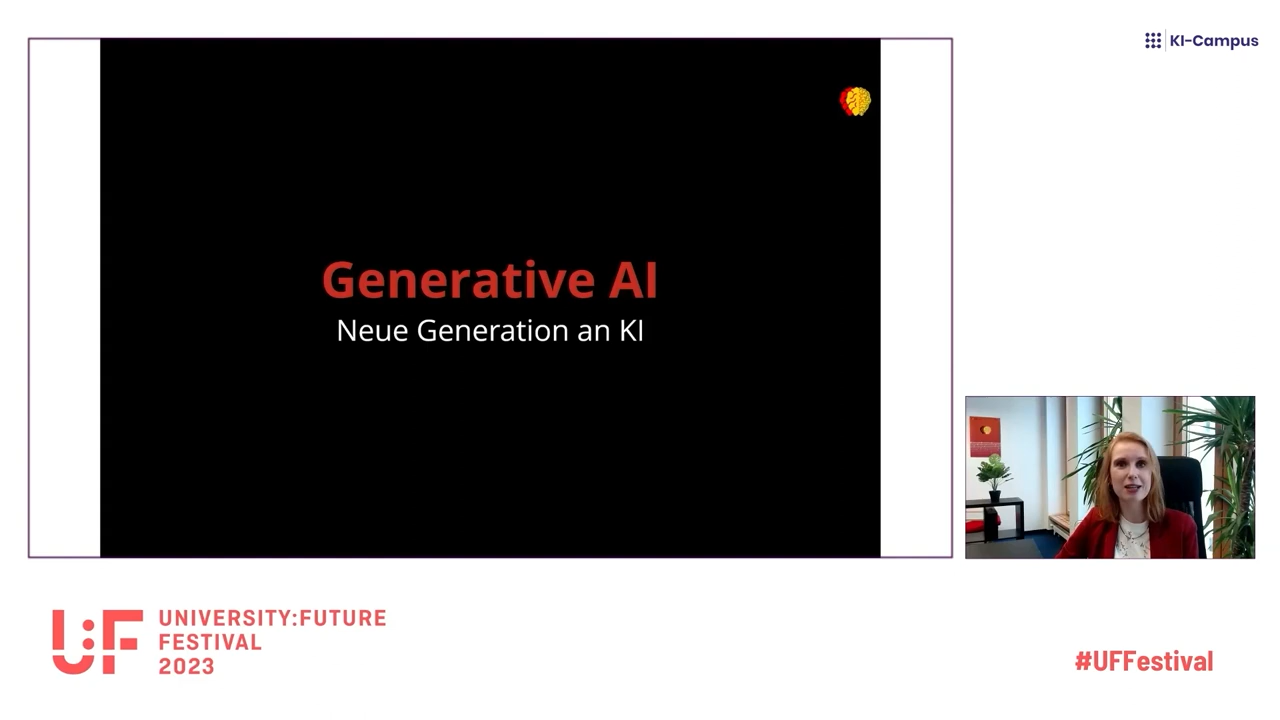 KI-Campus
Generative AI
Neue Generation an KI
U:F
UNIVERSITY:FUTURE
FESTIVAL
2023
#UFFestival